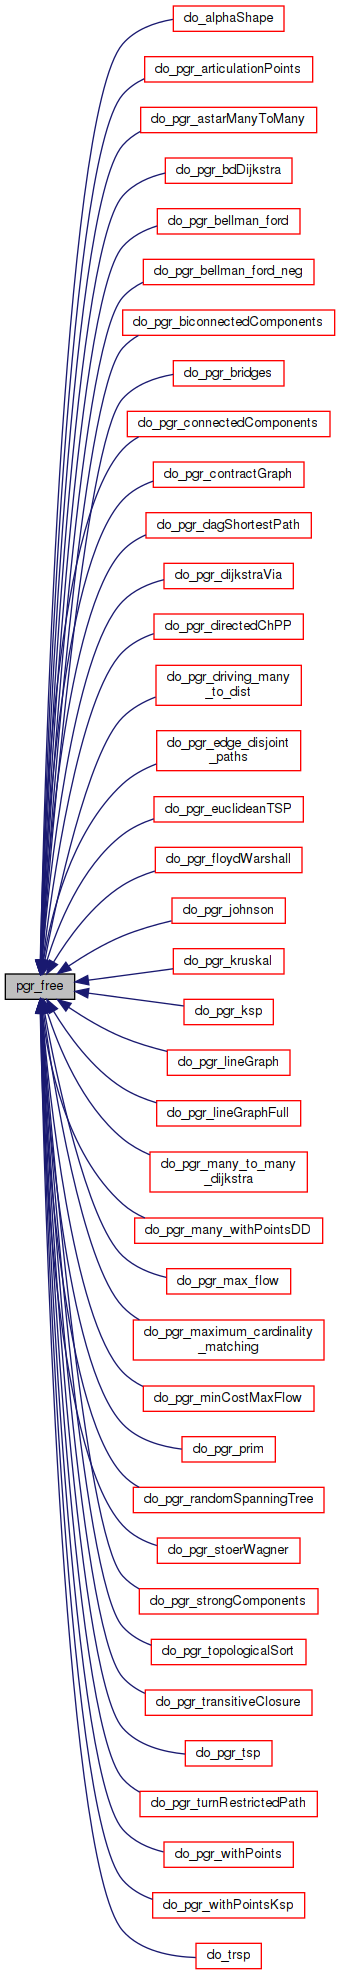 do_alphaShape
do_pgr_articulationPoints
do_pgr_astarManyToMany
do_pgr_bdDijkstra
do_pgr_bellman_ford
do_pgr_bellman_ford_neg
do_pgr_biconnectedComponents
do_pgr_bridges
do_pgr_connectedComponents
do_pgr_contractGraph
do_pgr_dagShortestPath
do_pgr_dijkstraVia
do_pgr_directedChPP
do_pgr_driving_many
_to_dist
do_pgr_edge_disjoint
_paths
do_pgr_euclideanTSP
do_pgr_floydWarshall
do_pgr_johnson
do_pgr_kruskal
pgr_free
do_pgr_ksp
do_pgr_lineGraph
do_pgr_lineGraphFull
do_pgr_many_to_many
_dijkstra
do_pgr_many_withPointsDD
do_pgr_max_flow
do_pgr_maximum_cardinality
_matching
do_pgr_minCostMaxFlow
do_pgr_prim
do_pgr_randomSpanningTree
do_pgr_stoerWagner
do_pgr_strongComponents
do_pgr_topologicalSort
do_pgr_transitiveClosure
do_pgr_tsp
do_pgr_turnRestrictedPath
do_pgr_withPoints
do_pgr_withPointsKsp
do_trsp